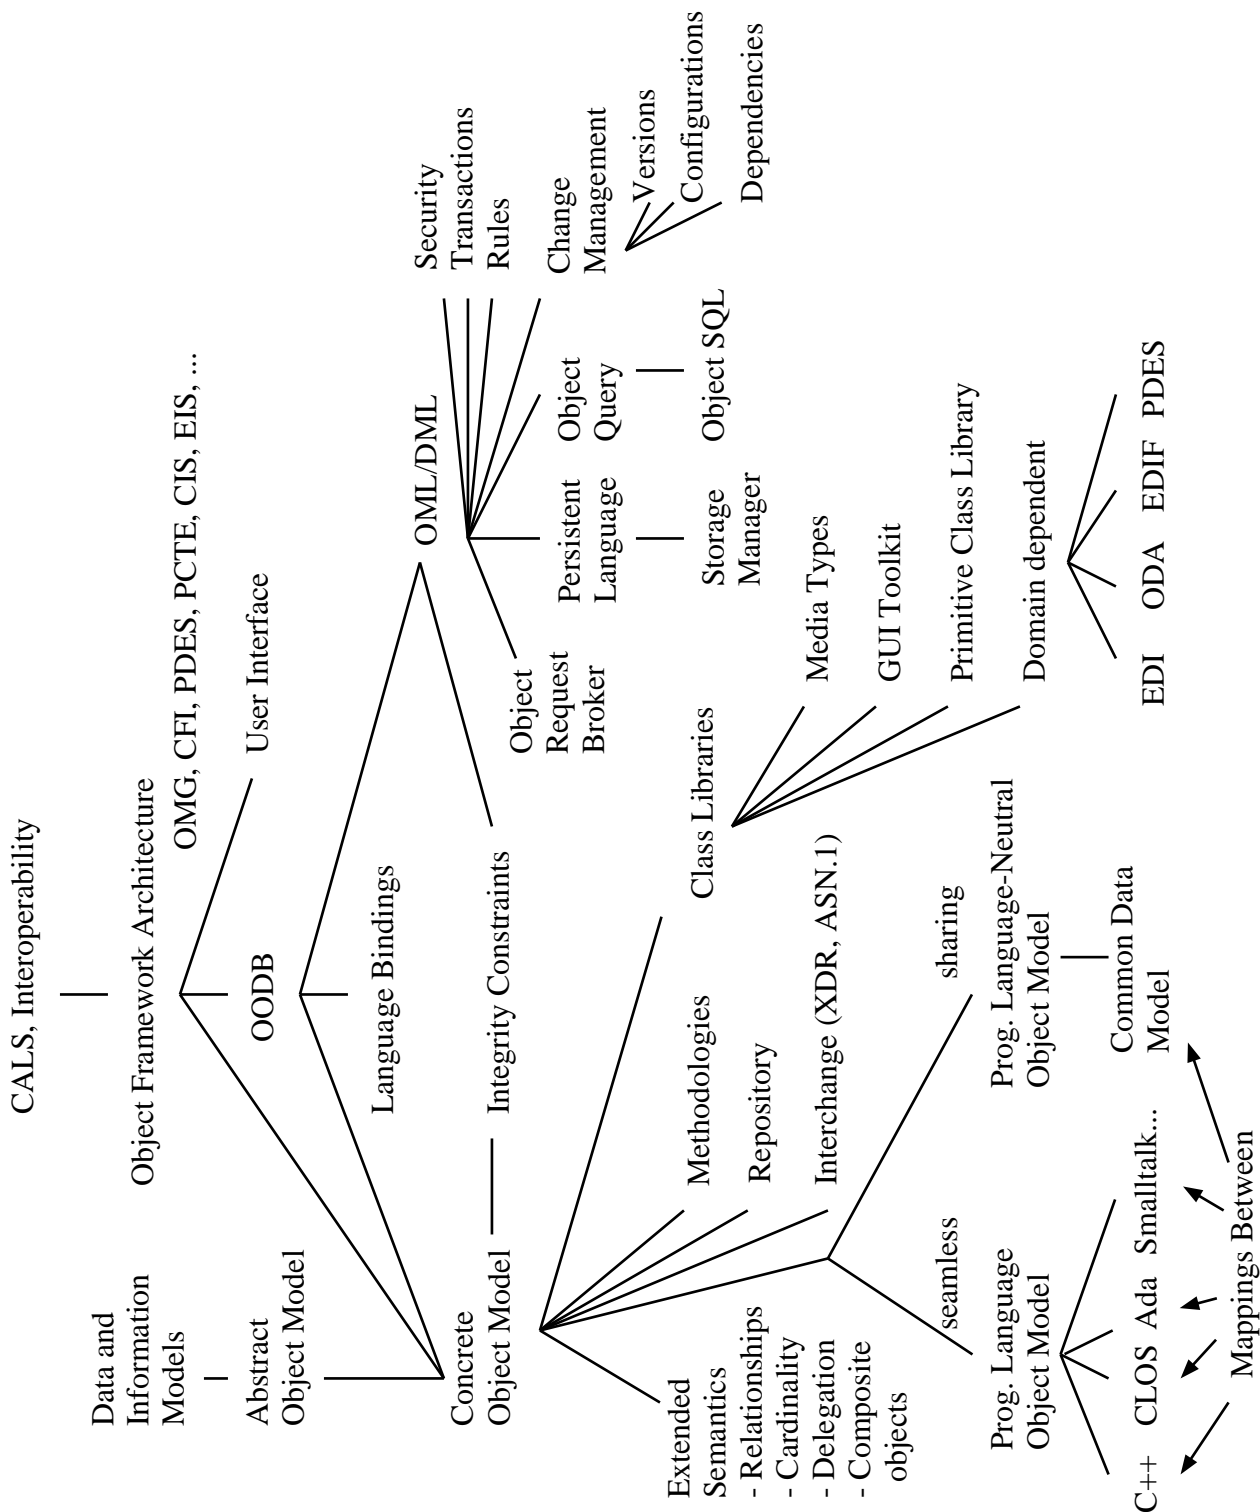 CALS, Interoperability
Data and
Information
Models
Object Framework Architecture
OMG, CFI, PDES, PCTE, CIS, EIS, ...
Abstract
Object Model
OODB
User Interface
Language Bindings
OML/DML
Security
Transactions
Rules
Concrete
Object Model
Integrity Constraints
Object
Request
Broker
Persistent
Language
Object
Query
Change
Management
Versions
Configurations
Dependencies
Storage
Manager
Object SQL
Extended
Semantics
- Relationships
- Cardinality
- Delegation
- Composite
objects
Methodologies
Repository
Interchange (XDR, ASN.1)
Class Libraries
Media Types
GUI Toolkit
Primitive Class Library
Domain dependent
seamless
sharing
Prog. Language
Object Model
Prog. Language-Neutral
Object Model
C++ CLOS Ada Smalltalk...
Common Data
Model
EDI ODA EDIF PDES
Mappings Between